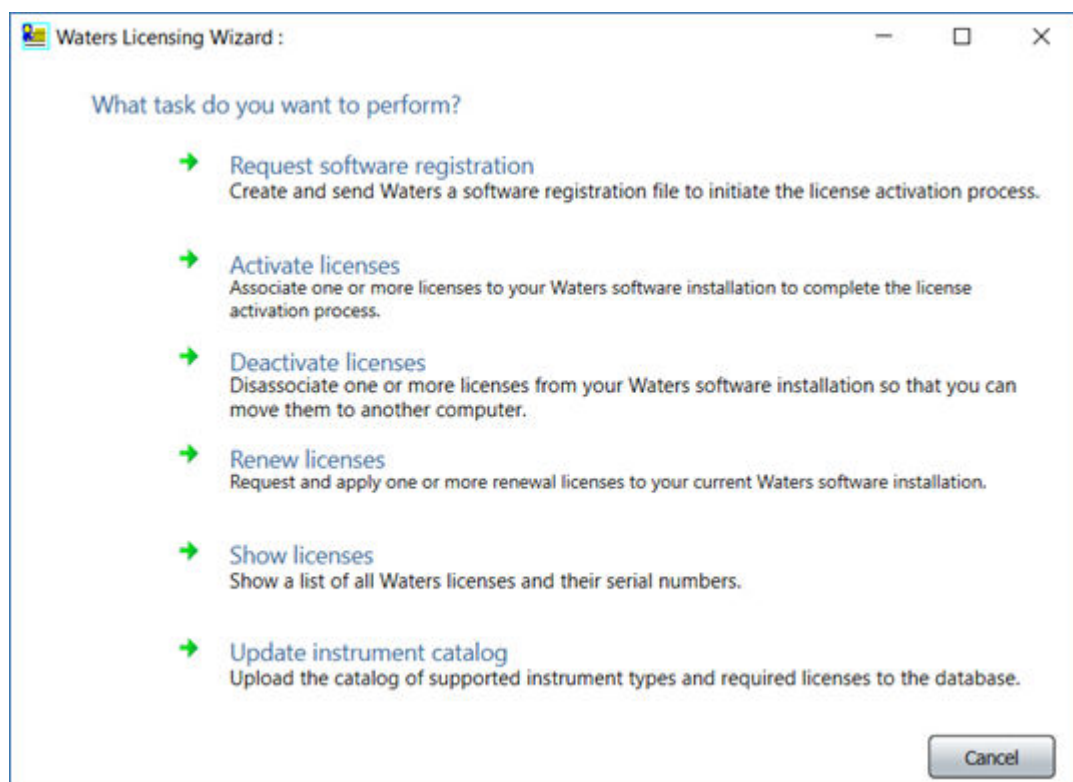 Waters Licensing Wizard :
What task do you want to perform?
Request software registration
Create and send Waters a software registration file to initiate the license activation process.
Activate licenses
Associate one or more licenses to your Waters software installation to complete the license
activation process.
Deactivate licenses
Disassociate one or more licenses from your Waters software installation so that you can
move them to another computer.
Renew licenses
Request and apply one or more renewal licenses to your current Waters software installation.
Show licenses
Show a list of all Waters licenses and their serial numbers.
Update instrument catalog
Upload the catalog of supported instrument types and required licenses to the database.
Cancel